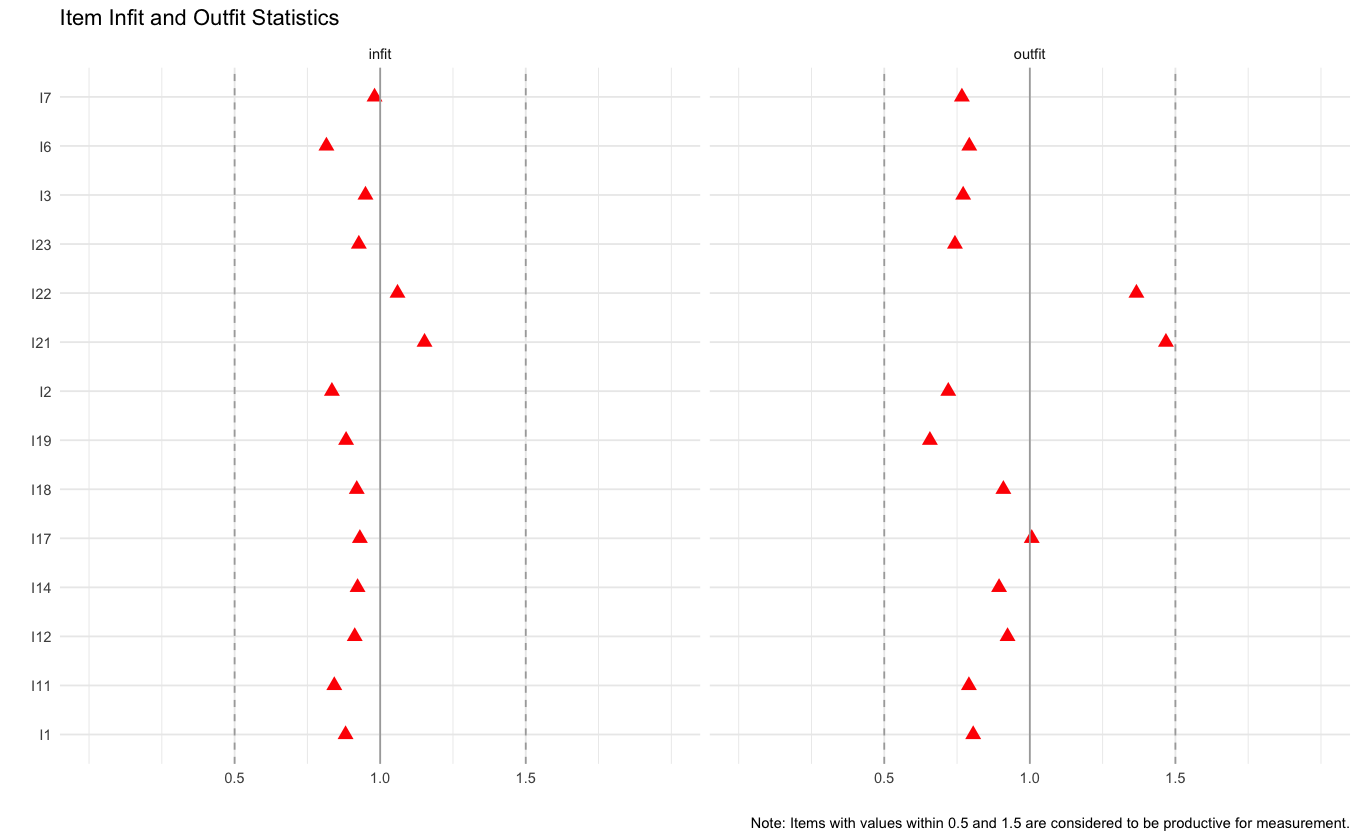 Item Infit and Outfit Statistics
infit
outfit
I7
I6
I3
I23
I22
I21
I2
I19
I18
I17
I14
I12
I11
I1
0.5 1.0 1.5
0.5 1.0 1.5
Note: Items with values within 0.5 and 1.5 are considered to be productive for measurement.